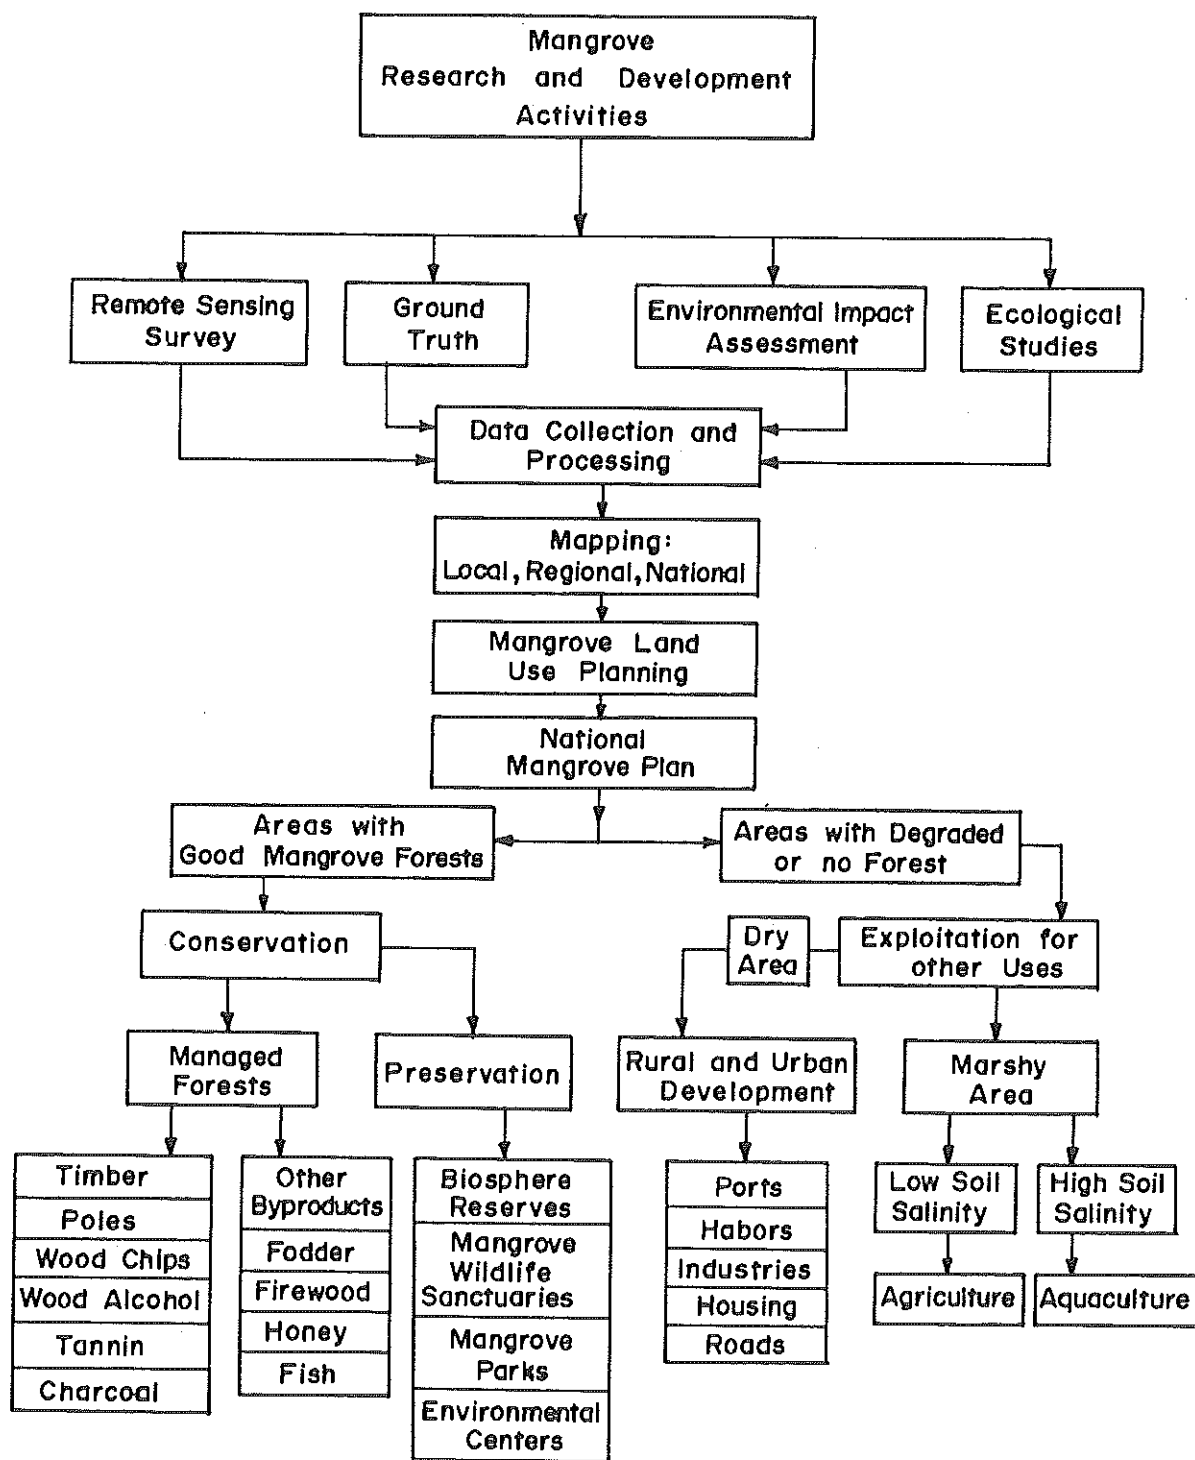 Mangrove
Research and Development
Activities
Remote Sensing
Survey
Ground
Truth
Environmental Impact
Assessment
Ecological
Studies
Data Collection and
Processing
Mapping:
Local, Regional, National
Mangrove Land
Use Planning
National
Mangrove Plan
Areas with
Good Mangrove Forests
Areas with Degraded
or no Forest
Conservation
Dry
Area
Exploitation for
other Uses
Managed
Forests
Preservation
Rural and Urban
Development
Marshy
Area
Timber
Poles
Wood Chips
Wood Alcohol
Tannin
Charcoal
Other
Byproducts
Fodder
Firewood
Honey
Fish
Biosphere
Reserves
Mangrove
Wildlife
Sanctuaries
Mangrove
Parks
Environmental
Centers
Ports
Habors
Industries
Housing
Roads
Low Soil
Salinity
High Soil
Salinity
Agriculture
Aquaculture